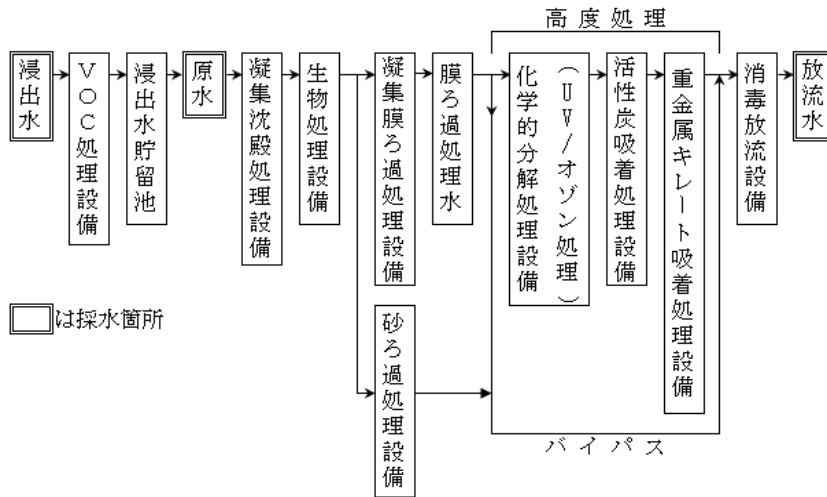 高度処理
浸出水
VOC処理設備
浸出水貯留池
原水
凝集沈殿処理設備
生物処理設備
凝集膜ろ過処理設備
膜ろ過処理水
化学的分解処理設備
（UV/オゾン処理）
活性炭吸着処理設備
重金属キレート吸着処理設備
消毒放流設備
放流水
は採水箇所
砂ろ過処理設備
バイパス